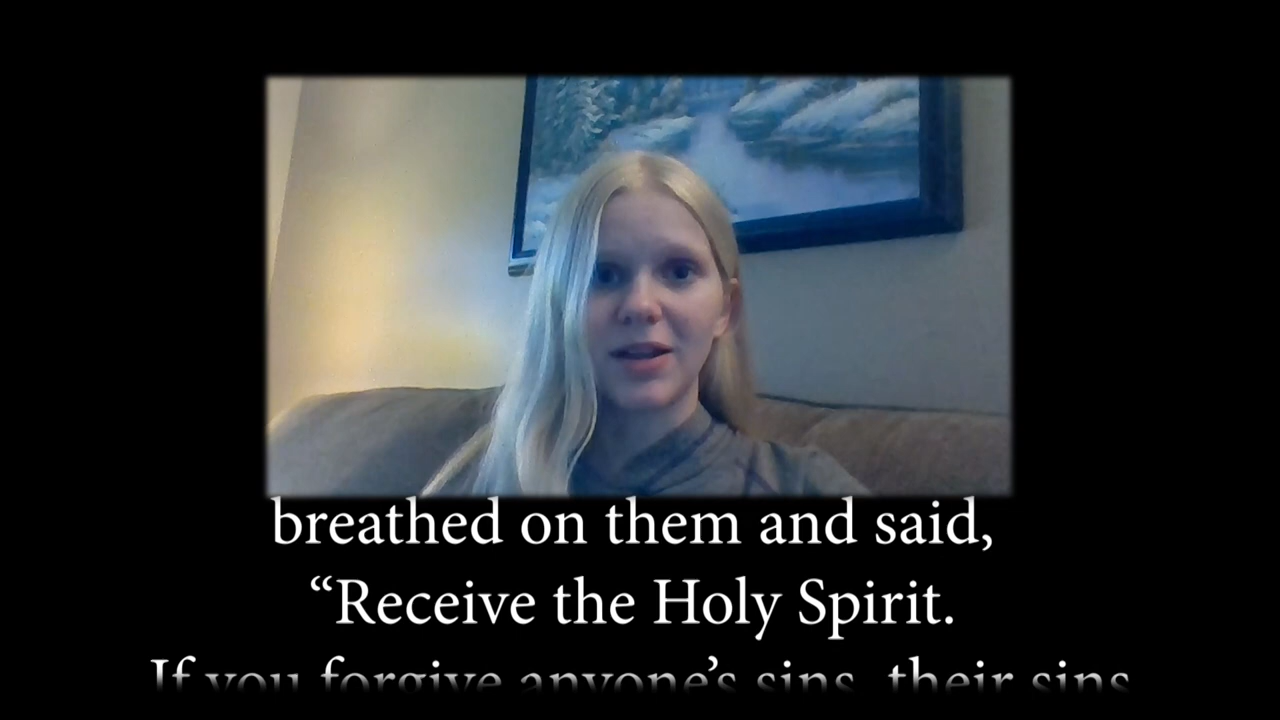 breathed on them and said,
“Receive the Holy Spirit.
If you forgive anyone’s sins, their sins